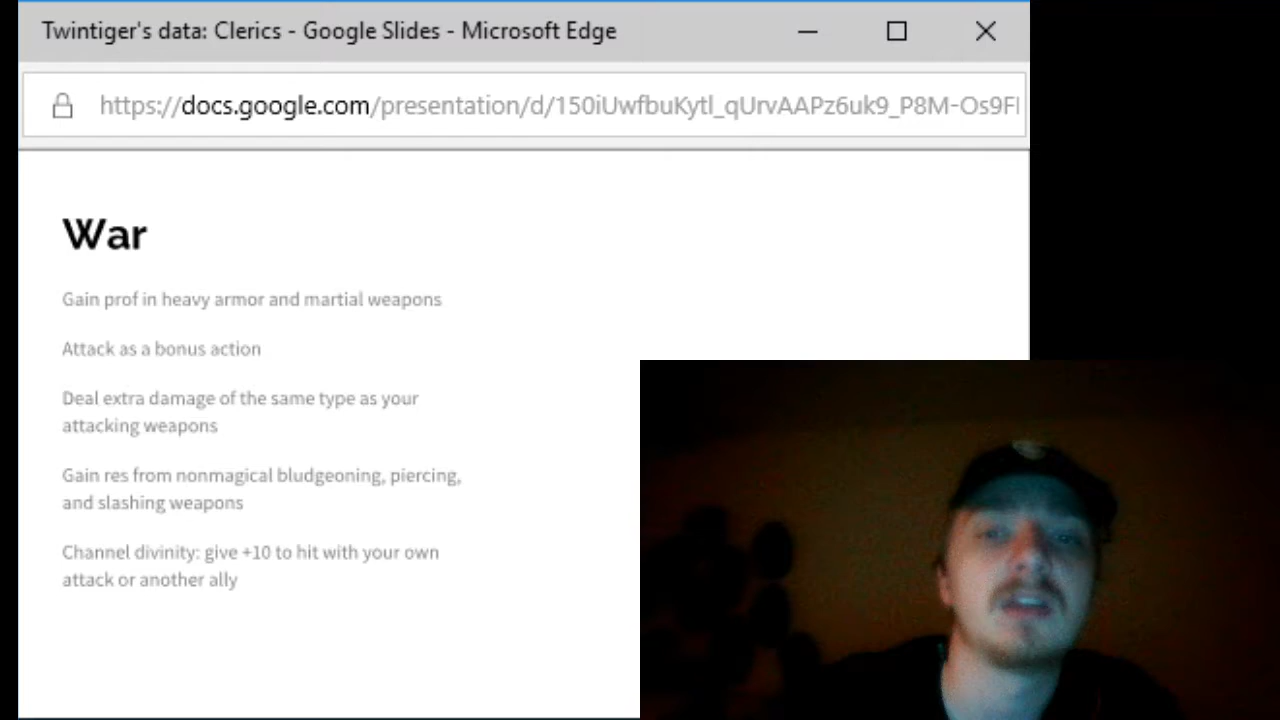 Twintiger's data: Clerics - Google Slides - Microsoft Edge
https://docs.google.com/presentation/d/150iUwfbuKytl_qUrvAAPz6uk9_P8M-Os9F
War
Gain prof in heavy armor and martial weapons
Attack as a bonus action
Deal extra damage of the same type as your
attacking weapons
Gain res from nonmagical bludgeoning, piercing,
and slashing weapons
Channel divinity: give +10 to hit with your own
attack or another ally